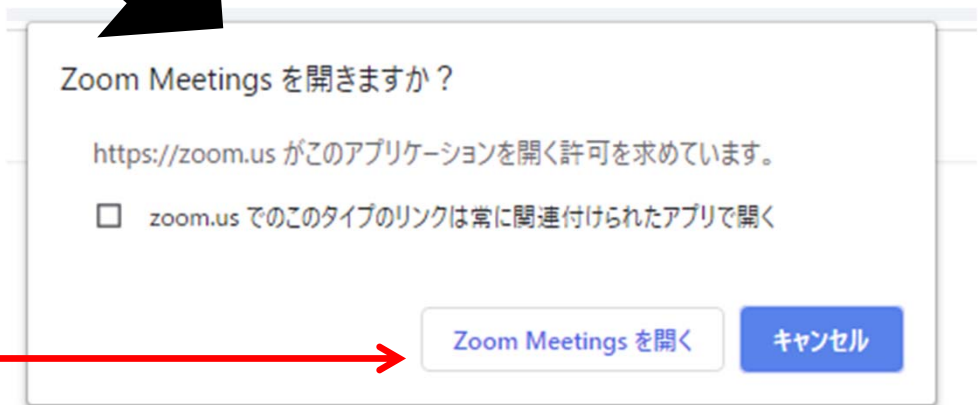 Zoom Meetings を開きますか？
https://zoom.us がこのアプリケーションを開く許可を求めています。
zoom.us でのこのタイプのリンクは常に関連付けられたアプリで開く
Zoom Meetings を開く
キャンセル